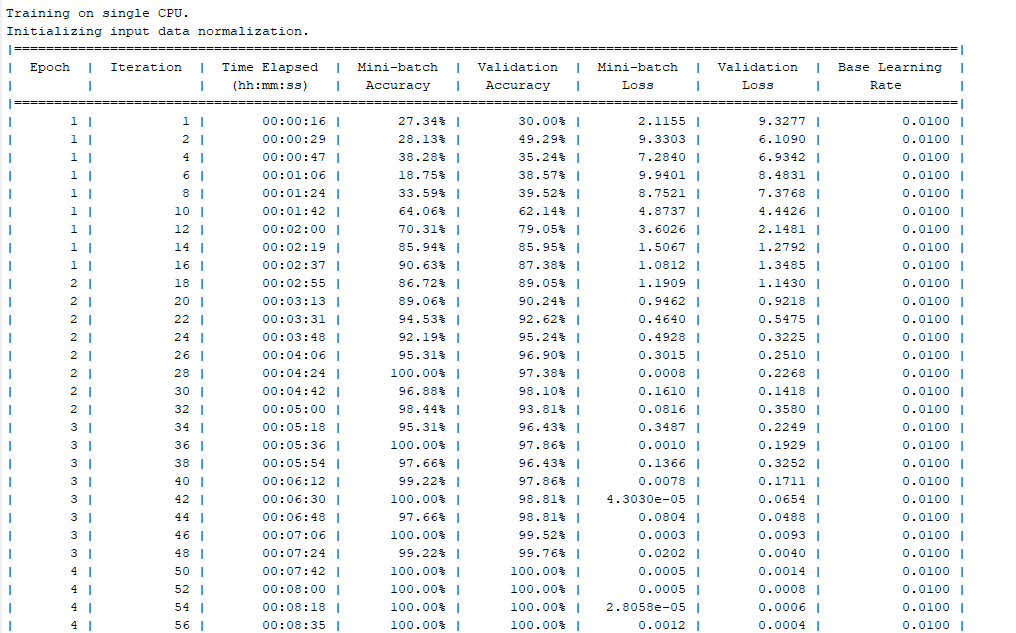 Training on single CPU.
Initializing input data normalization.
|======================================================================================================================|
| Epoch | Iteration | Time Elapsed | Mini-batch | Validation | Mini-batch | Validation | Base Learning |
| | | (hh:mm:ss) | Accuracy | Accuracy | Loss | Loss | Rate |
|======================================================================================================================|
| 1 | 1 | 00:00:16 | 27.34% | 30.00% | 2.1155 | 9.3277 | 0.0100 |
| 1 | 2 | 00:00:29 | 28.13% | 49.29% | 9.3303 | 6.1090 | 0.0100 |
| 1 | 4 | 00:00:47 | 38.28% | 35.24% | 7.2840 | 6.9342 | 0.0100 |
| 1 | 6 | 00:01:06 | 18.75% | 38.57% | 9.9401 | 8.4831 | 0.0100 |
| 1 | 8 | 00:01:24 | 33.59% | 39.52% | 8.7521 | 7.3768 | 0.0100 |
| 1 | 10 | 00:01:42 | 64.06% | 62.14% | 4.8737 | 4.4426 | 0.0100 |
| 1 | 12 | 00:02:00 | 70.31% | 79.05% | 3.6026 | 2.1481 | 0.0100 |
| 1 | 14 | 00:02:19 | 85.94% | 85.95% | 1.5067 | 1.2792 | 0.0100 |
| 1 | 16 | 00:02:37 | 90.63% | 87.38% | 1.0812 | 1.3485 | 0.0100 |
| 2 | 18 | 00:02:55 | 86.72% | 89.05% | 1.1909 | 1.1430 | 0.0100 |
| 2 | 20 | 00:03:13 | 89.06% | 90.24% | 0.9462 | 0.9218 | 0.0100 |
| 2 | 22 | 00:03:31 | 94.53% | 92.62% | 0.4640 | 0.5475 | 0.0100 |
| 2 | 24 | 00:03:48 | 92.19% | 95.24% | 0.4928 | 0.3225 | 0.0100 |
| 2 | 26 | 00:04:06 | 95.31% | 96.90% | 0.3015 | 0.2510 | 0.0100 |
| 2 | 28 | 00:04:24 | 100.00% | 97.38% | 0.0008 | 0.2268 | 0.0100 |
| 2 | 30 | 00:04:42 | 96.88% | 98.10% | 0.1610 | 0.1418 | 0.0100 |
| 2 | 32 | 00:05:00 | 98.44% | 93.81% | 0.0816 | 0.3580 | 0.0100 |
| 3 | 34 | 00:05:18 | 95.31% | 96.43% | 0.3487 | 0.2249 | 0.0100 |
| 3 | 36 | 00:05:36 | 100.00% | 97.86% | 0.0010 | 0.1929 | 0.0100 |
| 3 | 38 | 00:05:54 | 97.66% | 96.43% | 0.1366 | 0.3252 | 0.0100 |
| 3 | 40 | 00:06:12 | 99.22% | 97.86% | 0.0078 | 0.1711 | 0.0100 |
| 3 | 42 | 00:06:30 | 100.00% | 98.81% | 4.3030e-05 | 0.0654 | 0.0100 |
| 3 | 44 | 00:06:48 | 97.66% | 98.81% | 0.0804 | 0.0488 | 0.0100 |
| 3 | 46 | 00:07:06 | 100.00% | 99.52% | 0.0003 | 0.0093 | 0.0100 |
| 3 | 48 | 00:07:24 | 99.22% | 99.76% | 0.0202 | 0.0040 | 0.0100 |
| 4 | 50 | 00:07:42 | 100.00% | 100.00% | 0.0005 | 0.0014 | 0.0100 |
| 4 | 52 | 00:08:00 | 100.00% | 100.00% | 0.0005 | 0.0008 | 0.0100 |
| 4 | 54 | 00:08:18 | 100.00% | 100.00% | 2.8058e-05 | 0.0006 | 0.0100 |
| 4 | 56 | 00:08:35 | 100.00% | 100.00% | 0.0012 | 0.0004 | 0.0100 |